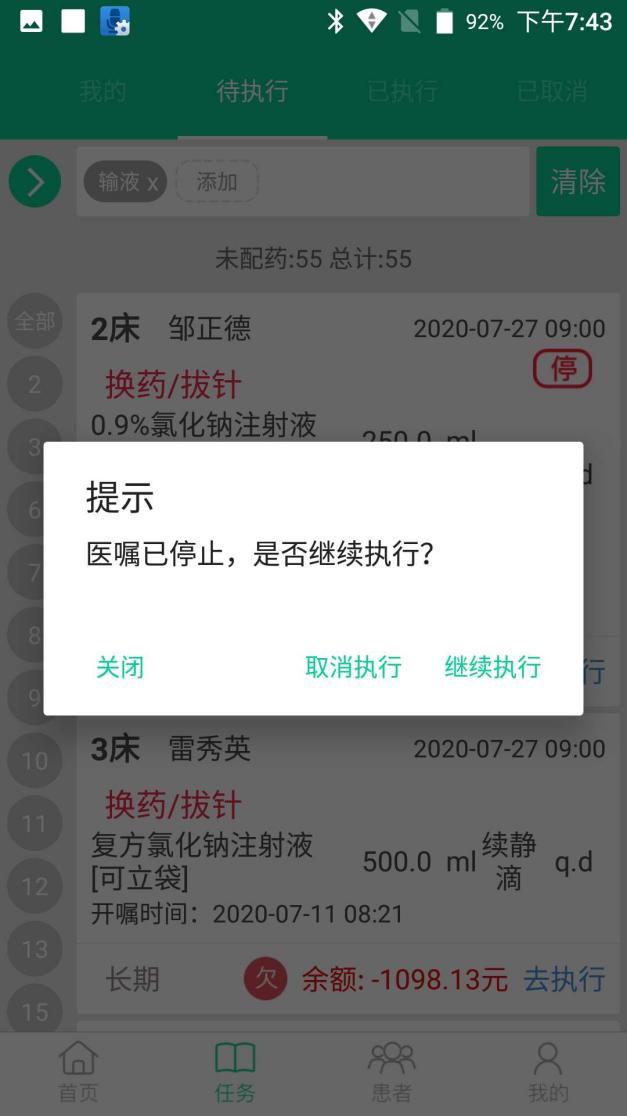 92% 下午7:43
我的 待执行 已执行 已取消
输液 x 添加 清除
未配药:55 总计:55
全部
2床 邹正德 2020-07-27 09:00
停
2
换药/拔针
0.9%氯化钠注射液
250.0 ml
3
d
提示
6
医嘱已停止，是否继续执行？
7
8
关闭 取消执行 继续执行
行
9
3床 雷秀英 2020-07-27 09:00
10
换药/拔针
11
复方氯化钠注射液
[可立袋]
500.0 ml 续静滴 q.d
12
开嘱时间：2020-07-11 08:21
13
长期 欠 余额: -1098.13元 去执行
15
首页 任务 患者 我的